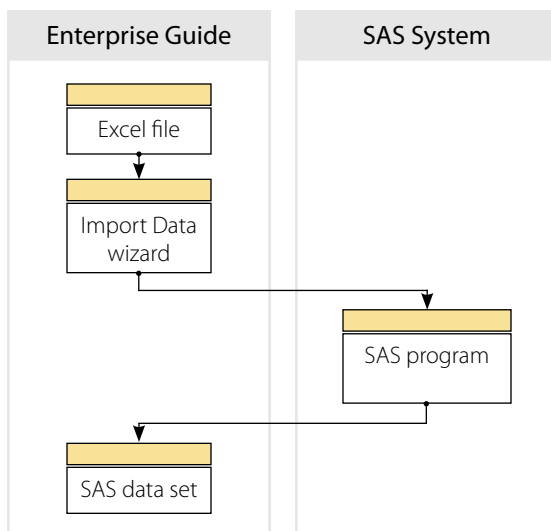 Enterprise Guide
SAS System
Excel file
Import Data
wizard
SAS program
SAS data set